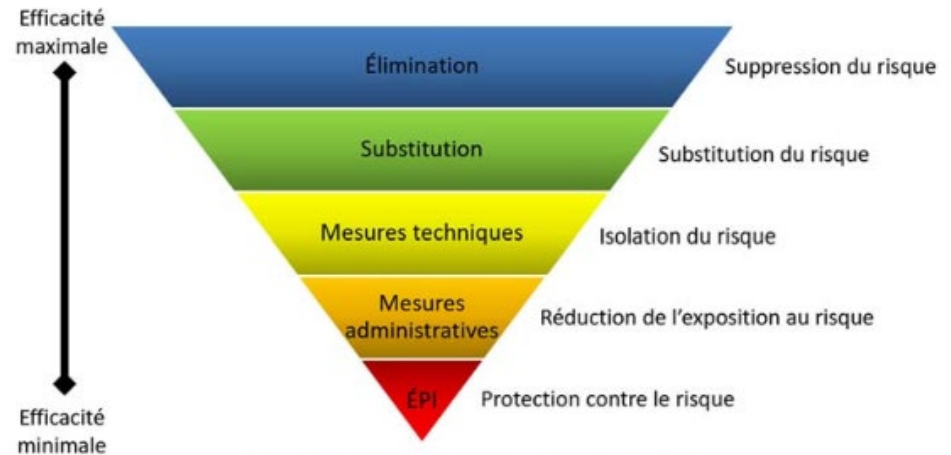 Efficacité
maximale
Élimination
Suppression du risque
Substitution
Substitution du risque
Mesures techniques
Isolation du risque
Mesures
administratives
Réduction de l'exposition au risque
ÉPI
Protection contre le risque
Efficacité
minimale